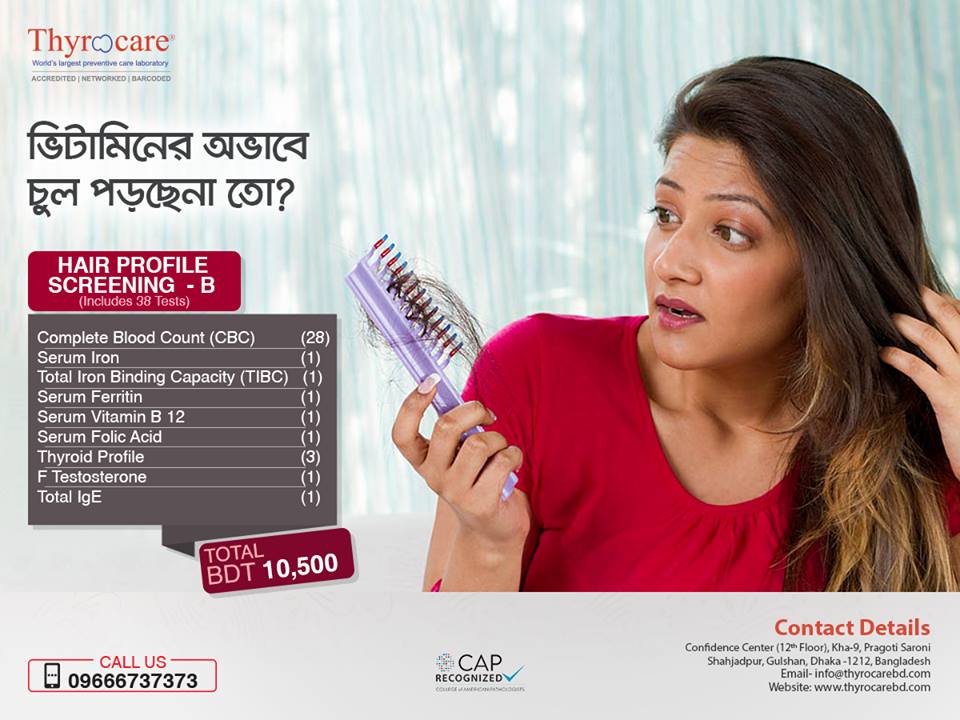 Thyrocare®
World's largest preventive care laboratory
ACCREDITED | NETWORKED | BARCODED
ভিটামিনের অভাবে
চুল পড়ছেনা তো?
HAIR PROFILE
SCREENING - B
(Includes 38 Tests)
Complete Blood Count (CBC) (28)
Serum Iron (1)
Total Iron Binding Capacity (TIBC) (1)
Serum Ferritin (1)
Serum Vitamin B 12 (1)
Serum Folic Acid (1)
Thyroid Profile (3)
F Testosterone (1)
Total IgE (1)
TOTAL
BDT 10,500
CALL US
09666737373
CAP
RECOGNIZED
COLLEGE of AMERICAN PATHOLOGISTS
Contact Details
Confidence Center (12th Floor), Kha-9, Pragoti Saroni
Shahjadpur, Gulshan, Dhaka -1212, Bangladesh
Email- info@thyrocarebd.com
Website: www.thyrocarebd.com